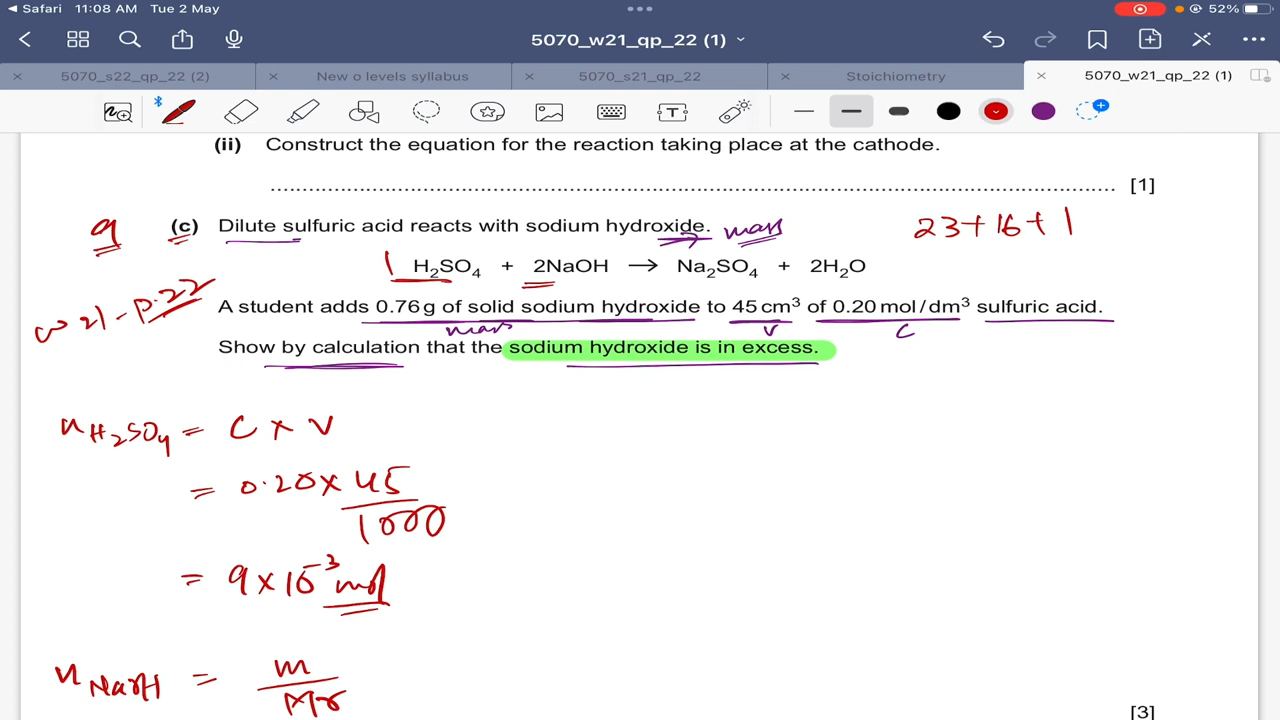 Safari 11:08 AM Tue 2 May 52%
5070_w21_qp_22 (1)
5070_s22_qp_22 (2) New o levels syllabus 5070_s21_qp_22 Stoichiometry 5070_w21_qp_22 (1)
(ii) Construct the equation for the reaction taking place at the cathode.
[1]
9 (c) Dilute sulfuric acid reacts with sodium hydroxide. mass 23+16+1
1 H₂SO₄ + 2NaOH → Na₂SO₄ + 2H₂O
w21-p.22
A student adds 0.76 g of solid sodium hydroxide to 45 cm³ of 0.20 mol/dm³ sulfuric acid.
mass v c
Show by calculation that the sodium hydroxide is in excess.
n H₂SO₄ = C × V
= 0.20 × 45
1000
= 9 × 10⁻³ mol
n NaOH = m
Mr
[3]